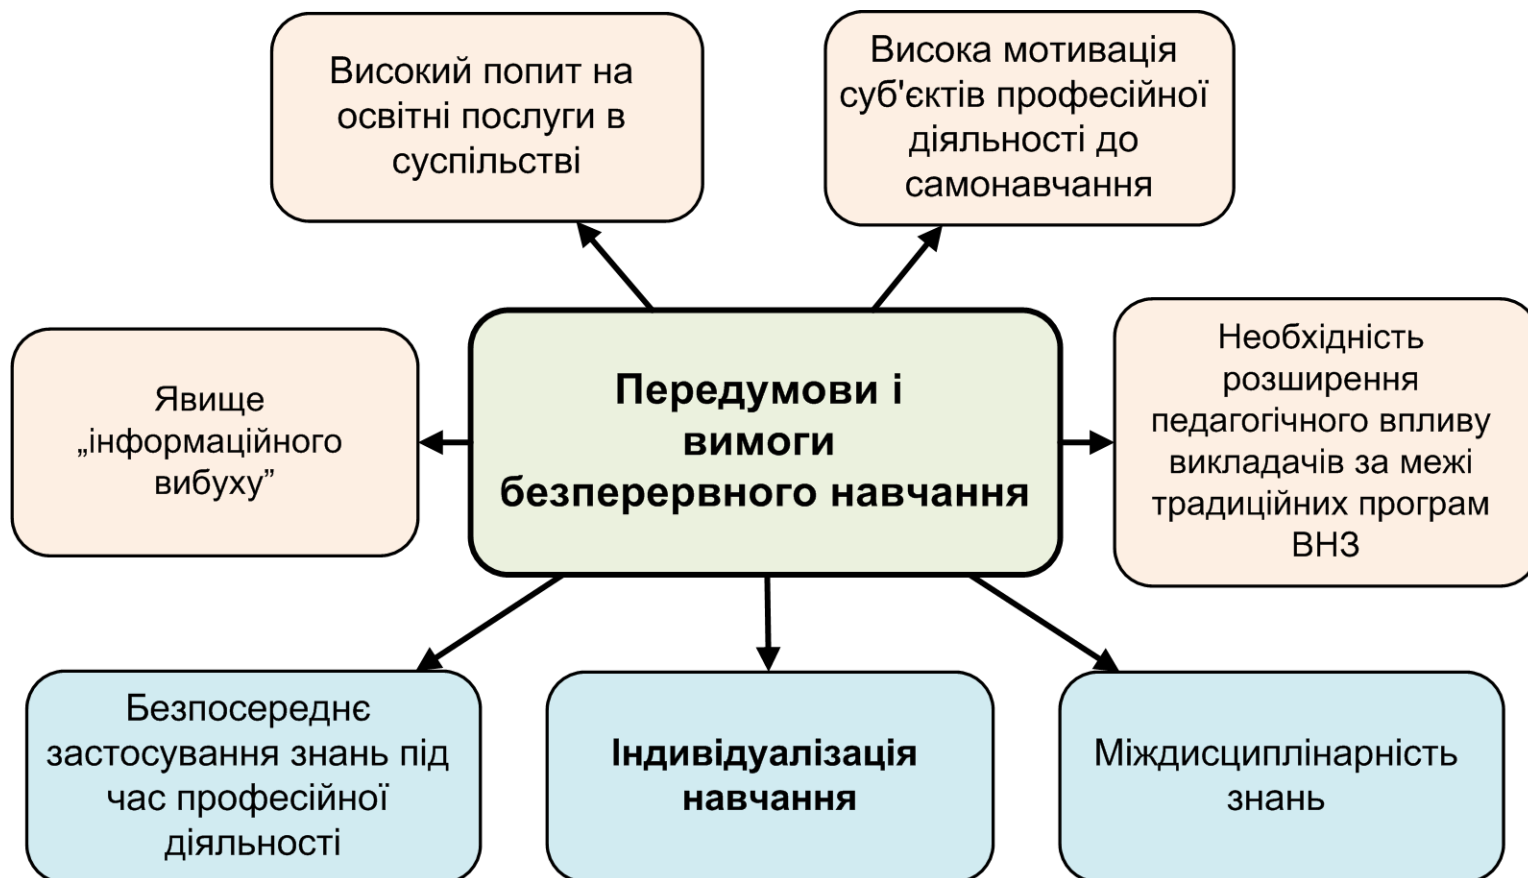 Високий попит на
освітні послуги в
суспільстві
Висока мотивація
суб'єктів професійної
діяльності до
самонавчання
Явище
„інформаційного
вибуху”
Передумови і
вимоги
безперервного навчання
Необхідність
розширення
педагогічного впливу
викладачів за межі
традиційних програм
ВНЗ
Безпосереднє
застосування знань під
час професійної
діяльності
Індивідуалізація
навчання
Міждисциплінарність
знань